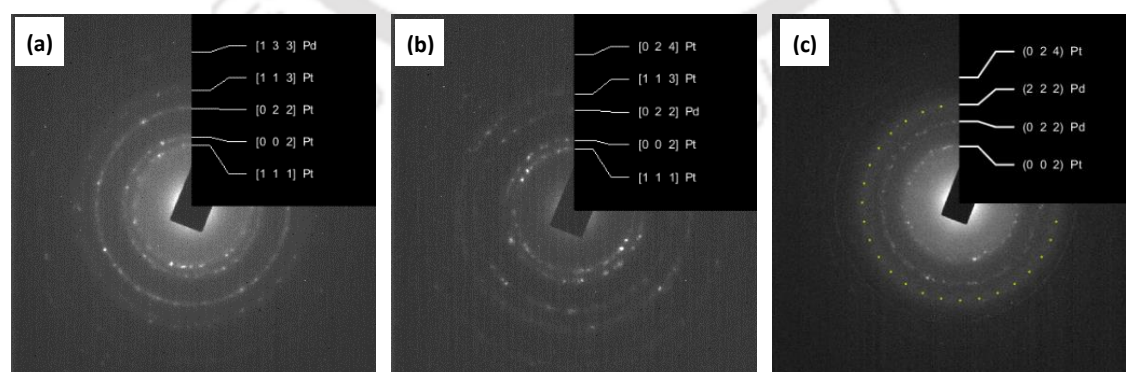 (a)
[1 3 3] Pd
[1 1 3] Pt
[0 2 2] Pt
[0 0 2] Pt
[1 1 1] Pt
(b)
[0 2 4] Pt
[1 1 3] Pt
[0 2 2] Pd
[0 0 2] Pt
[1 1 1] Pt
(c)
(0 2 4) Pt
(2 2 2) Pd
(0 2 2) Pd
(0 0 2) Pt